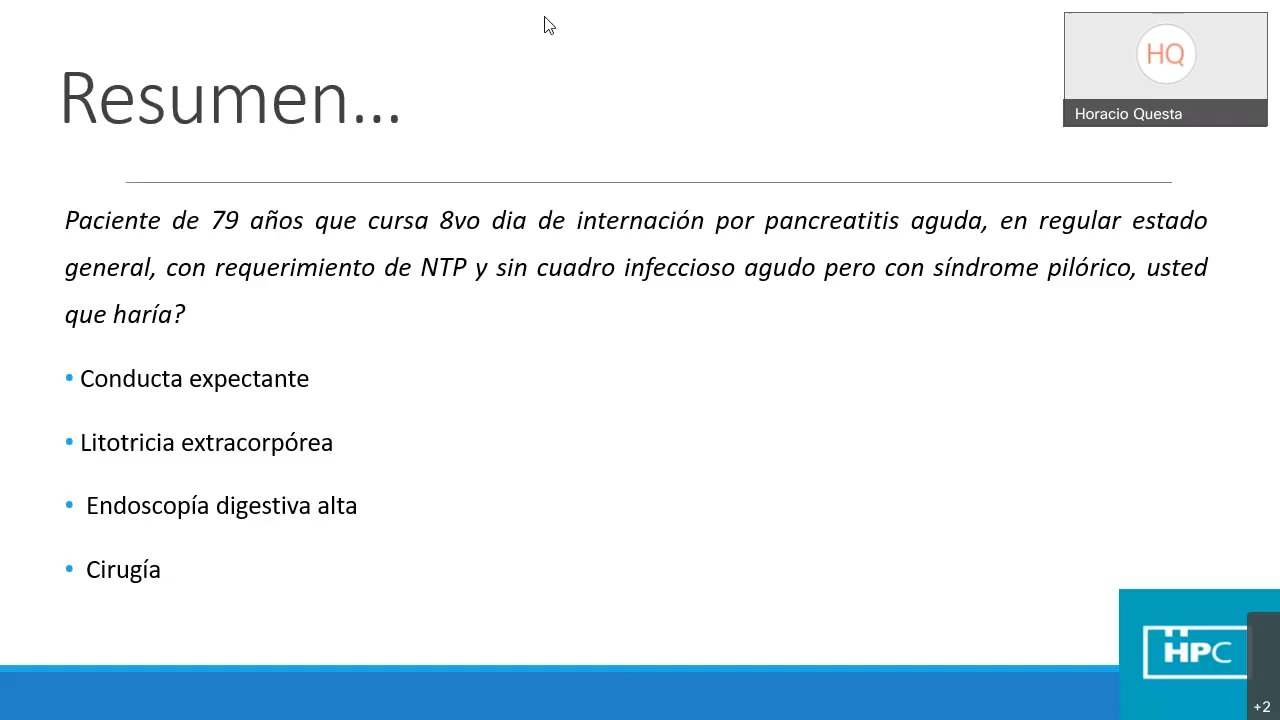 Resumen...
HQ
Horacio Questa
Paciente de 79 años que cursa 8vo dia de internación por pancreatitis aguda, en regular estado
general, con requerimiento de NTP y sin cuadro infeccioso agudo pero con síndrome pilórico, usted
que haría?
• Conducta expectante
• Litotricia extracorpórea
• Endoscopía digestiva alta
• Cirugía
HPC
+2